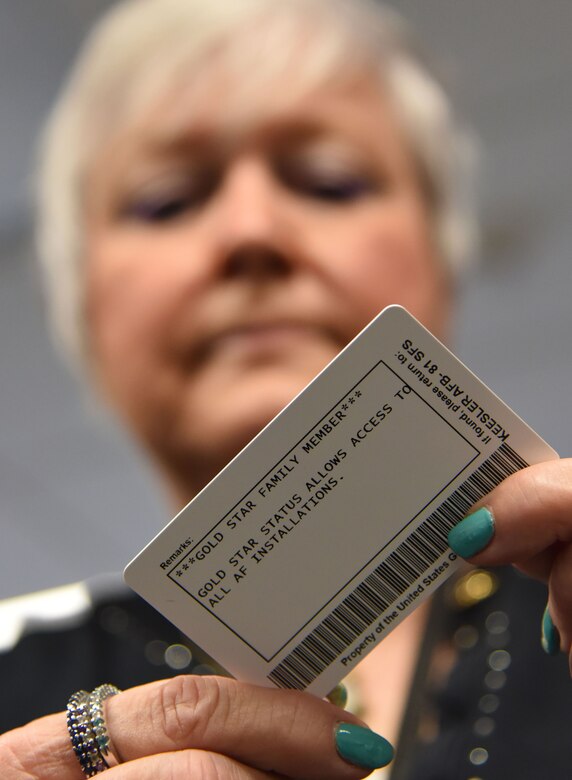 Remarks:
***GOLD STAR FAMILY MEMBER***
GOLD STAR STATUS ALLOWS ACCESS TO
ALL AF INSTALLATIONS.
If found, please return to:
KEESLER AFB- 81 SFS
Property of the United States